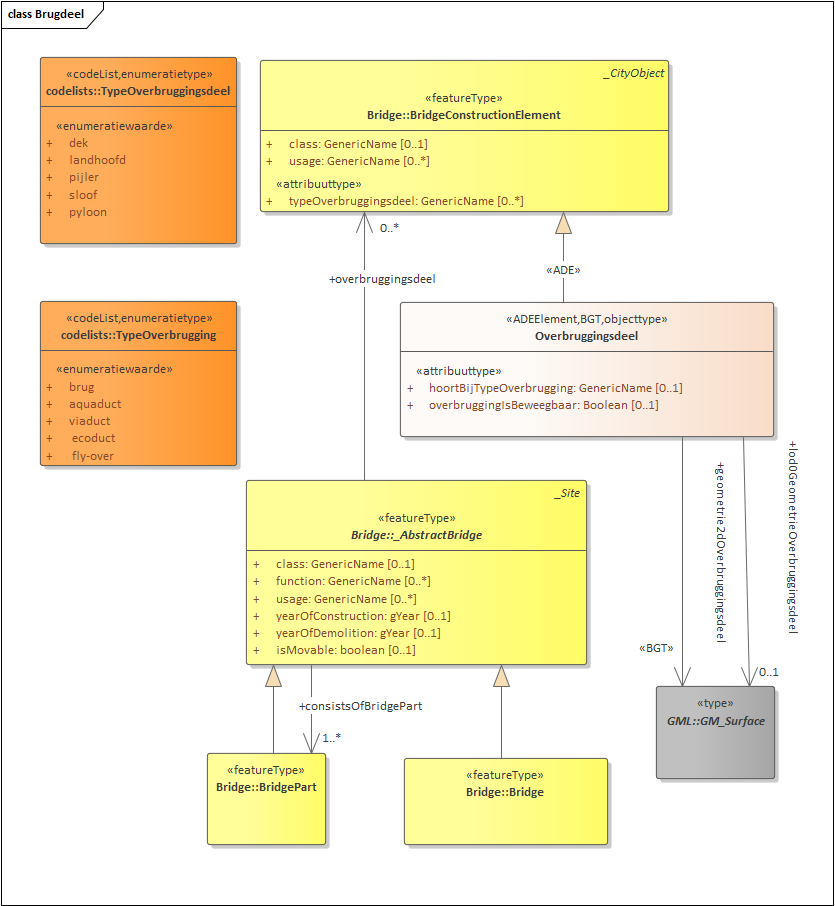 class Brugdeel
«codeList,enumeratietype»
codelists::TypeOverbruggingsdeel
«enumeratiewaarde»
+ dek
+ landhoofd
+ pijler
+ sloof
+ pyloon
_CityObject
«featureType»
Bridge::BridgeConstructionElement
+ class: GenericName [0..1]
+ usage: GenericName [0..*]
«attribuuttype»
+ typeOverbruggingsdeel: GenericName [0..*]
0..*
+overbruggingsdeel
«ADE»
«codeList,enumeratietype»
codelists::TypeOverbrugging
«enumeratiewaarde»
+ brug
+ aquaduct
+ viaduct
+ ecoduct
+ fly-over
«ADEElement,BGT,objecttype»
Overbruggingsdeel
«attribuuttype»
+ hoortBijTypeOverbrugging: GenericName [0..1]
+ overbruggingIsBeweegbaar: Boolean [0..1]
+geometrie2dOverbruggingsdeel
+lod0GeometrieOverbruggingsdeel
_Site
«featureType»
Bridge::_AbstractBridge
+ class: GenericName [0..1]
+ function: GenericName [0..*]
+ usage: GenericName [0..*]
+ yearOfConstruction: gYear [0..1]
+ yearOfDemolition: gYear [0..1]
+ isMovable: boolean [0..1]
«BGT»
0..1
+consistsOfBridgePart
1..*
«type»
GML::GM_Surface
«featureType»
Bridge::BridgePart
«featureType»
Bridge::Bridge